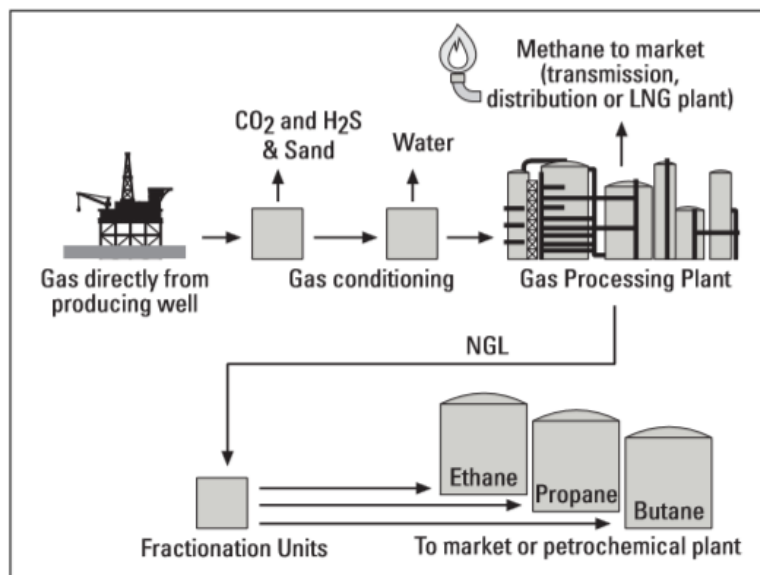 Methane to market
(transmission,
distribution or LNG plant)
CO2 and H2S
& Sand
Water
Gas directly from
producing well
Gas conditioning
Gas Processing Plant
NGL
Ethane
Propane
Butane
Fractionation Units
To market or petrochemical plant